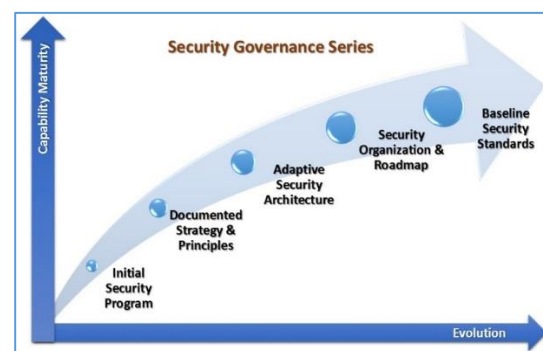 Security Governance Series
Capability Maturity
Baseline
Security
Standards
Security
Organization &
Roadmap
Adaptive
Security
Architecture
Documented
Strategy &
Principles
Initial
Security
Program
Evolution